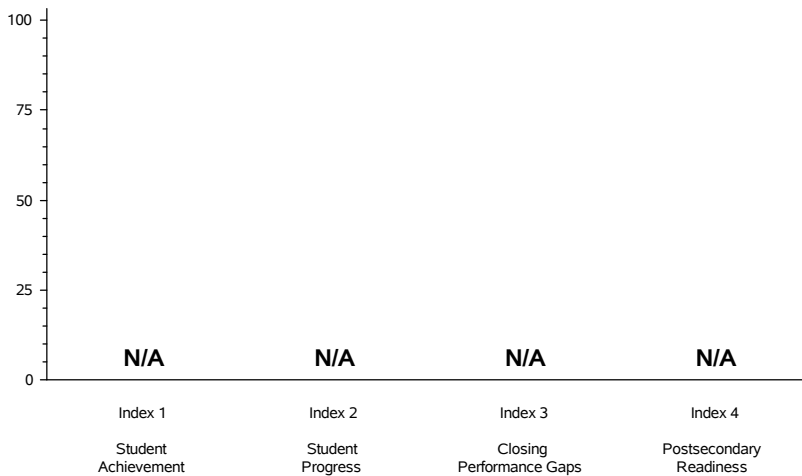 100
75
50
25
0
N/A N/A N/A N/A
Index 1 Index 2 Index 3 Index 4
Student Student Closing Postsecondary
Achievement Progress Performance Gaps Readiness